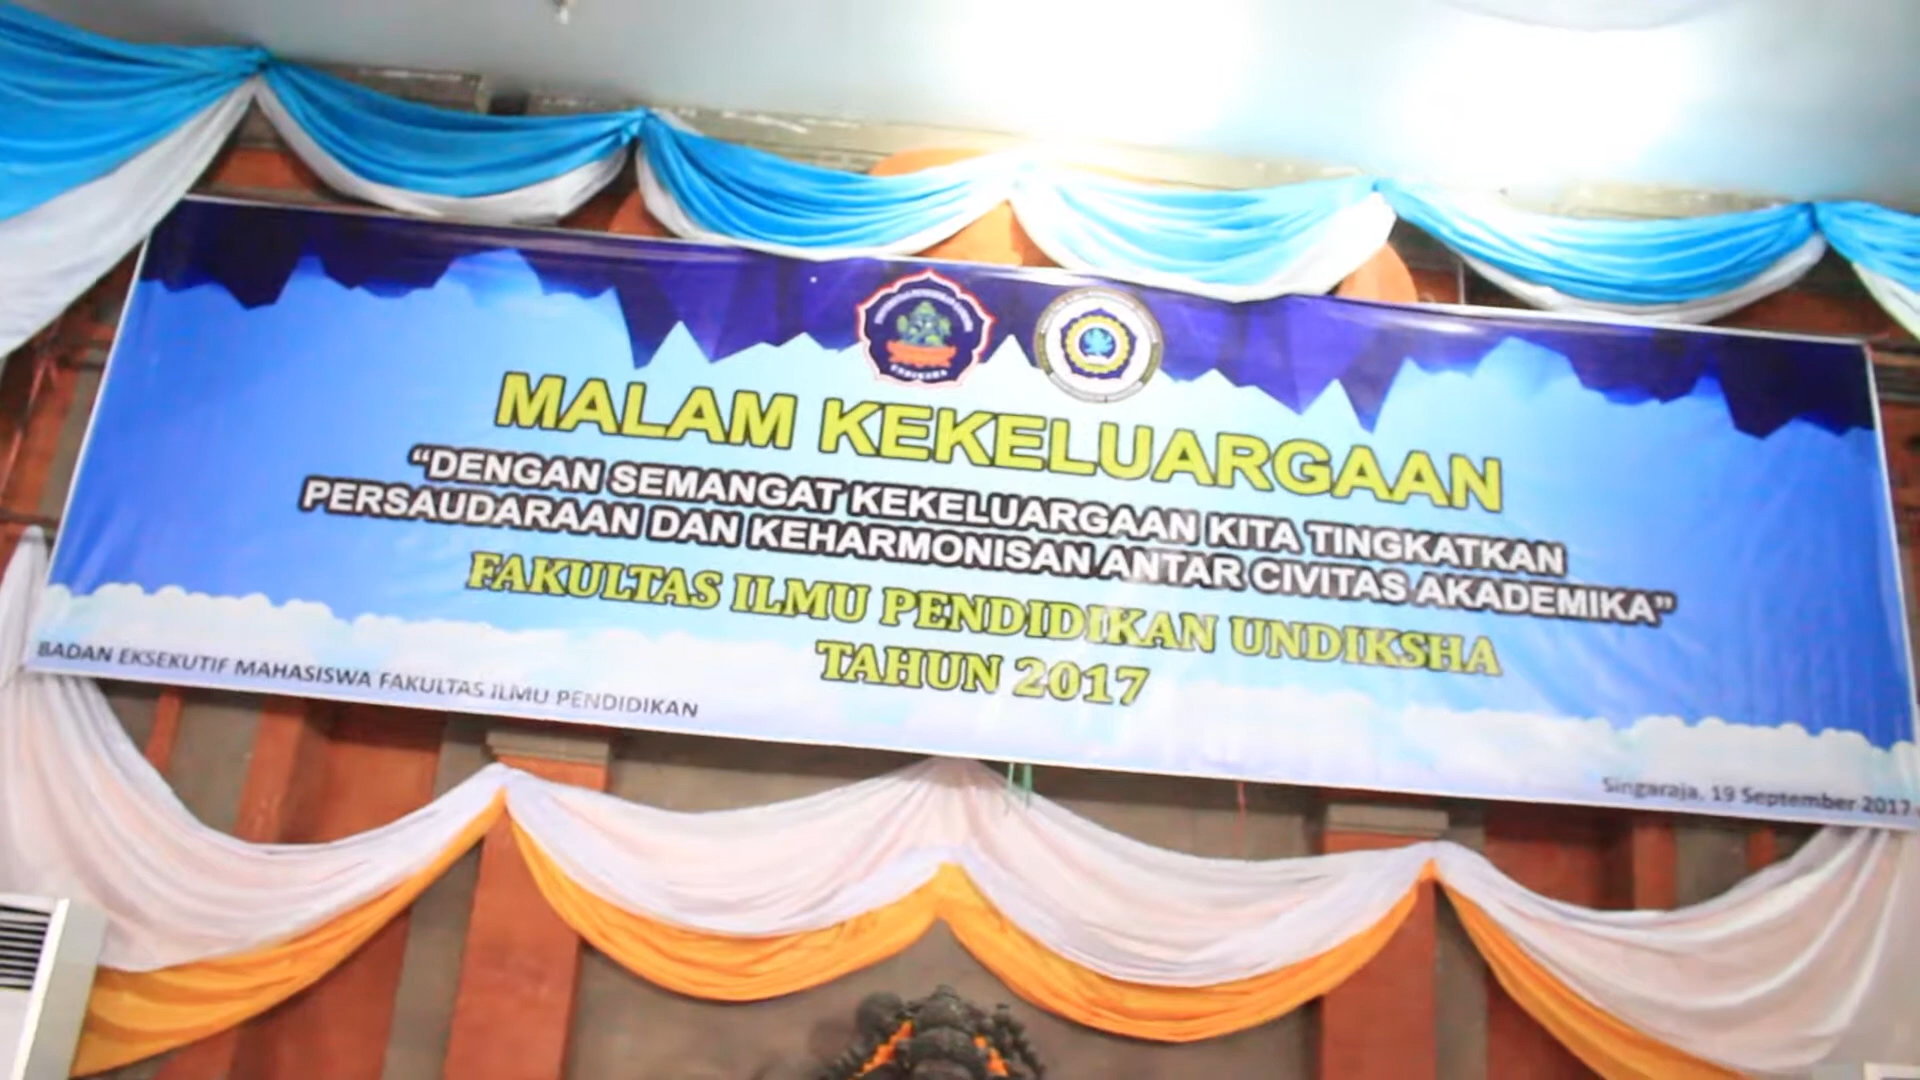 MALAM KEKELUARGAAN
“DENGAN SEMANGAT KEKELUARGAAN KITA TINGKATKAN
PERSAUDARAAN DAN KEHARMONISAN ANTAR CIVITAS AKADEMIKA”
FAKULTAS ILMU PENDIDIKAN UNDIKSHA
TAHUN 2017
BADAN EKSEKUTIF MAHASISWA FAKULTAS ILMU PENDIDIKAN
Singaraja, 19 September 2017